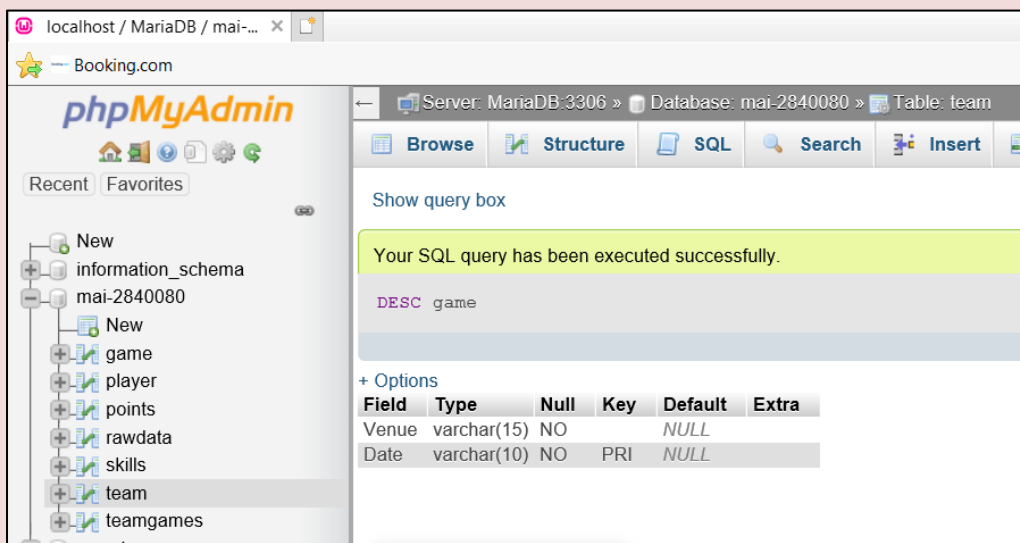 localhost / MariaDB / mai-...
Booking.com
phpMyAdmin
Recent Favorites
New
information_schema
mai-2840080
New
game
player
points
rawdata
skills
team
teamgames
Server: MariaDB:3306 » Database: mai-2840080 » Table: team
Browse Structure SQL Search Insert
Show query box
Your SQL query has been executed successfully.
DESC game
+ Options
Field Type Null Key Default Extra
Venue varchar(15) NO NULL
Date varchar(10) NO PRI NULL